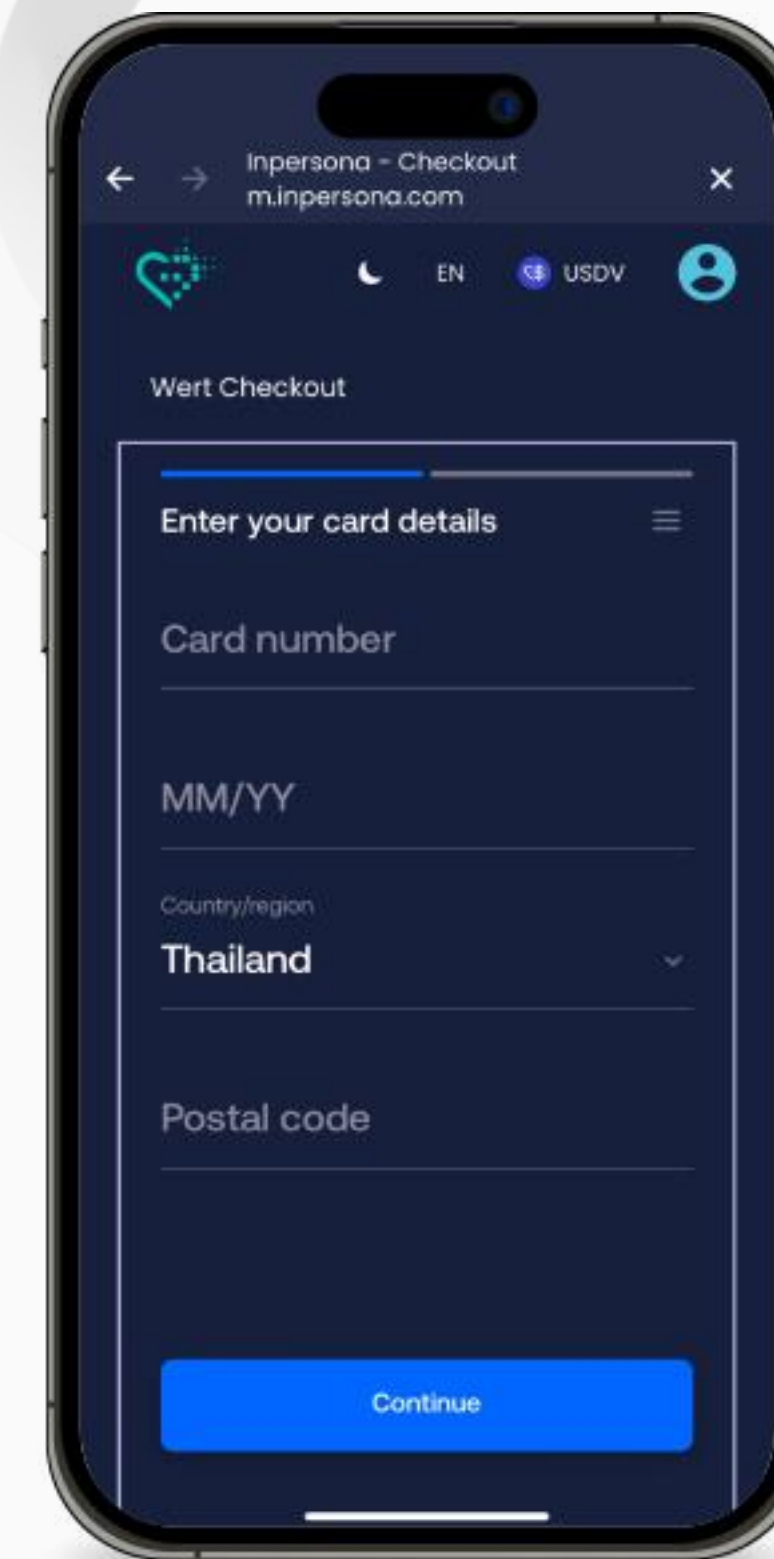 Inpersona - Checkout
m.inpersona.com
EN
USDV
Wert Checkout
Enter your card details
Card number
MM/YY
Country/region
Thailand
Postal code
Continue